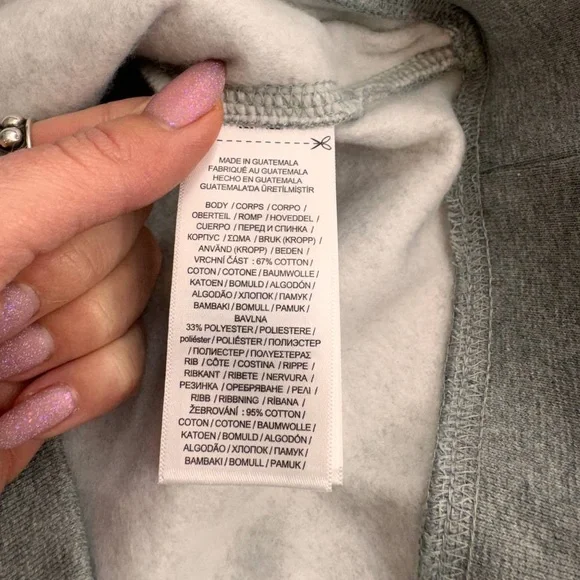 MADE IN GUATEMALA
FABRIQUÉ AU GUATEMALA
HECHO EN GUATEMALA
GUATEMALA'DA ÜRETİLMİŞTİR
BODY / CORPS / CORPO /
OBERTEIL / ROMP / HOVEDDEL /
CUERPO / ПЕРЕД И СПИНКА /
КОРПУС / ΣΩΜΑ / BRUK (KROPP) /
ANVÄND (KROPP) / BEDEN /
VRCHNÍ ČÁST : 67% COTTON /
COTON / COTONE / BAUMWOLLE /
KATOEN / BOMULD / ALGODÓN /
ALGODÃO / ХЛОПОК / ПАМУК /
BAMBAKI / BOMULL / PAMUK /
BAVLNA
33% POLYESTER / POLIESTERE /
poliéster / POLIÉSTER / ПОЛИЭСТЕР
/ ПОЛИЕСТЕР / ΠΟΛΥΕΣΤΕΡΑΣ
RIB / CÔTE / COSTINA / RIPPE /
RIBKANT / RIBETE / NERVURA /
РЕЗИНКА / ОРЕБРЯВАНЕ / ΡΕΛΙ /
RIBB / RIBBNING / RİBANA /
ŽEBROVÁNÍ : 95% COTTON /
COTON / COTONE / BAUMWOLLE /
KATOEN / BOMULD / ALGODÓN /
ALGODÃO / ХЛОПОК / ПАМУК /
BAMBAKI / BOMULL / PAMUK /